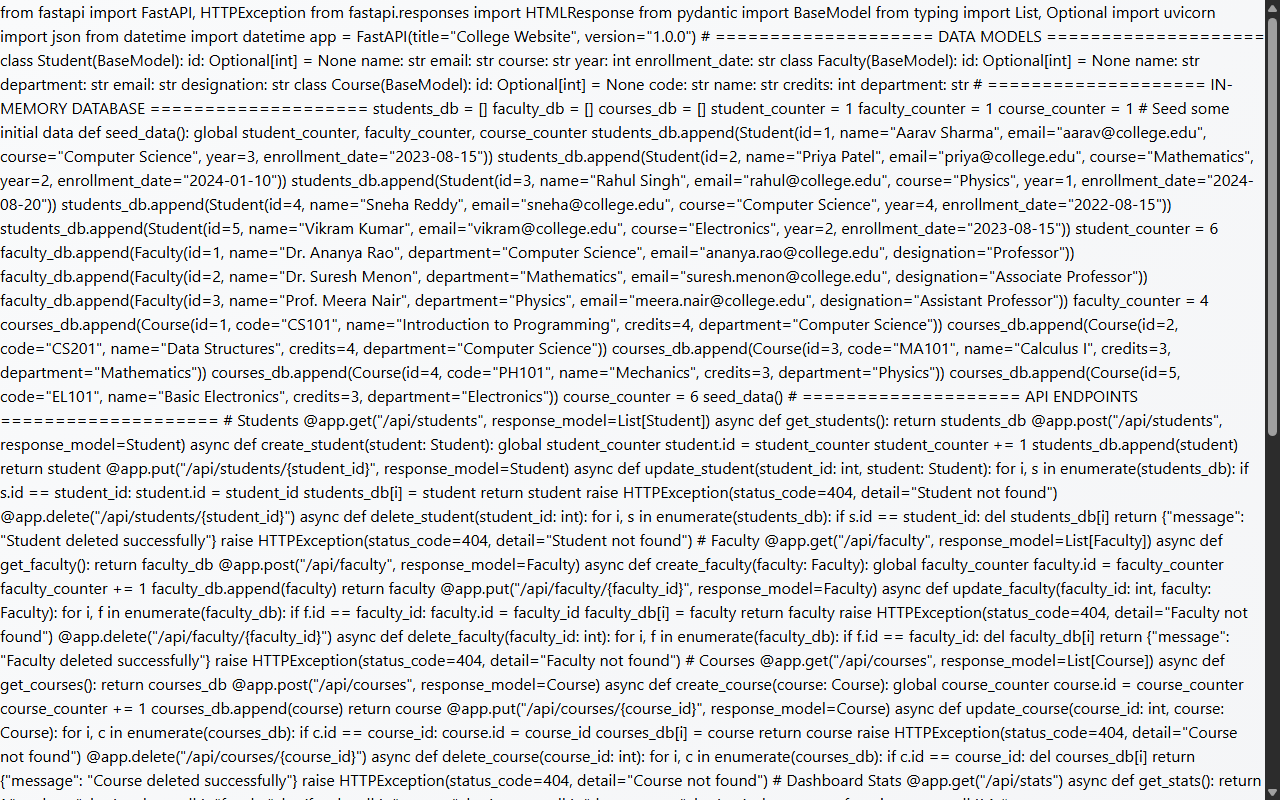 from fastapi import FastAPI, HTTPException from fastapi.responses import HTMLResponse from pydantic import BaseModel from typing import List, Optional import uvicorn
import json from datetime import datetime app = FastAPI(title="College Website", version="1.0.0") # ==================== DATA MODELS ====================
class Student(BaseModel): id: Optional[int] = None name: str email: str course: str year: int enrollment_date: str class Faculty(BaseModel): id: Optional[int] = None name: str
department: str email: str designation: str class Course(BaseModel): id: Optional[int] = None code: str name: str credits: int department: str # ==================== IN-
MEMORY DATABASE ==================== students_db = [] faculty_db = [] courses_db = [] student_counter = 1 faculty_counter = 1 course_counter = 1 # Seed some
initial data def seed_data(): global student_counter, faculty_counter, course_counter students_db.append(Student(id=1, name="Aarav Sharma", email="aarav@college.edu",
course="Computer Science", year=3, enrollment_date="2023-08-15")) students_db.append(Student(id=2, name="Priya Patel", email="priya@college.edu", course="Mathematics",
year=2, enrollment_date="2024-01-10")) students_db.append(Student(id=3, name="Rahul Singh", email="rahul@college.edu", course="Physics", year=1, enrollment_date="2024-
08-20")) students_db.append(Student(id=4, name="Sneha Reddy", email="sneha@college.edu", course="Computer Science", year=4, enrollment_date="2022-08-15"))
students_db.append(Student(id=5, name="Vikram Kumar", email="vikram@college.edu", course="Electronics", year=2, enrollment_date="2023-08-15")) student_counter = 6
faculty_db.append(Faculty(id=1, name="Dr. Ananya Rao", department="Computer Science", email="ananya.rao@college.edu", designation="Professor"))
faculty_db.append(Faculty(id=2, name="Dr. Suresh Menon", department="Mathematics", email="suresh.menon@college.edu", designation="Associate Professor"))
faculty_db.append(Faculty(id=3, name="Prof. Meera Nair", department="Physics", email="meera.nair@college.edu", designation="Assistant Professor")) faculty_counter = 4
courses_db.append(Course(id=1, code="CS101", name="Introduction to Programming", credits=4, department="Computer Science")) courses_db.append(Course(id=2,
code="CS201", name="Data Structures", credits=4, department="Computer Science")) courses_db.append(Course(id=3, code="MA101", name="Calculus I", credits=3,
department="Mathematics")) courses_db.append(Course(id=4, code="PH101", name="Mechanics", credits=3, department="Physics")) courses_db.append(Course(id=5,
code="EL101", name="Basic Electronics", credits=3, department="Electronics")) course_counter = 6 seed_data() # ==================== API ENDPOINTS
==================== # Students @app.get("/api/students", response_model=List[Student]) async def get_students(): return students_db @app.post("/api/students",
response_model=Student) async def create_student(student: Student): global student_counter student.id = student_counter student_counter += 1 students_db.append(student)
return student @app.put("/api/students/{student_id}", response_model=Student) async def update_student(student_id: int, student: Student): for i, s in enumerate(students_db): if
s.id == student_id: student.id = student_id students_db[i] = student return student raise HTTPException(status_code=404, detail="Student not found")
@app.delete("/api/students/{student_id}") async def delete_student(student_id: int): for i, s in enumerate(students_db): if s.id == student_id: del students_db[i] return {"message":
"Student deleted successfully"} raise HTTPException(status_code=404, detail="Student not found") # Faculty @app.get("/api/faculty", response_model=List[Faculty]) async def
get_faculty(): return faculty_db @app.post("/api/faculty", response_model=Faculty) async def create_faculty(faculty: Faculty): global faculty_counter faculty.id = faculty_counter
faculty_counter += 1 faculty_db.append(faculty) return faculty @app.put("/api/faculty/{faculty_id}", response_model=Faculty) async def update_faculty(faculty_id: int, faculty:
Faculty): for i, f in enumerate(faculty_db): if f.id == faculty_id: faculty.id = faculty_id faculty_db[i] = faculty return faculty raise HTTPException(status_code=404, detail="Faculty not
found") @app.delete("/api/faculty/{faculty_id}") async def delete_faculty(faculty_id: int): for i, f in enumerate(faculty_db): if f.id == faculty_id: del faculty_db[i] return {"message":
"Faculty deleted successfully"} raise HTTPException(status_code=404, detail="Faculty not found") # Courses @app.get("/api/courses", response_model=List[Course]) async def
get_courses(): return courses_db @app.post("/api/courses", response_model=Course) async def create_course(course: Course): global course_counter course.id = course_counter
course_counter += 1 courses_db.append(course) return course @app.put("/api/courses/{course_id}", response_model=Course) async def update_course(course_id: int, course:
Course): for i, c in enumerate(courses_db): if c.id == course_id: course.id = course_id courses_db[i] = course return course raise HTTPException(status_code=404, detail="Course
not found") @app.delete("/api/courses/{course_id}") async def delete_course(course_id: int): for i, c in enumerate(courses_db): if c.id == course_id: del courses_db[i] return
{"message": "Course deleted successfully"} raise HTTPException(status_code=404, detail="Course not found") # Dashboard Stats @app.get("/api/stats") async def get_stats(): return